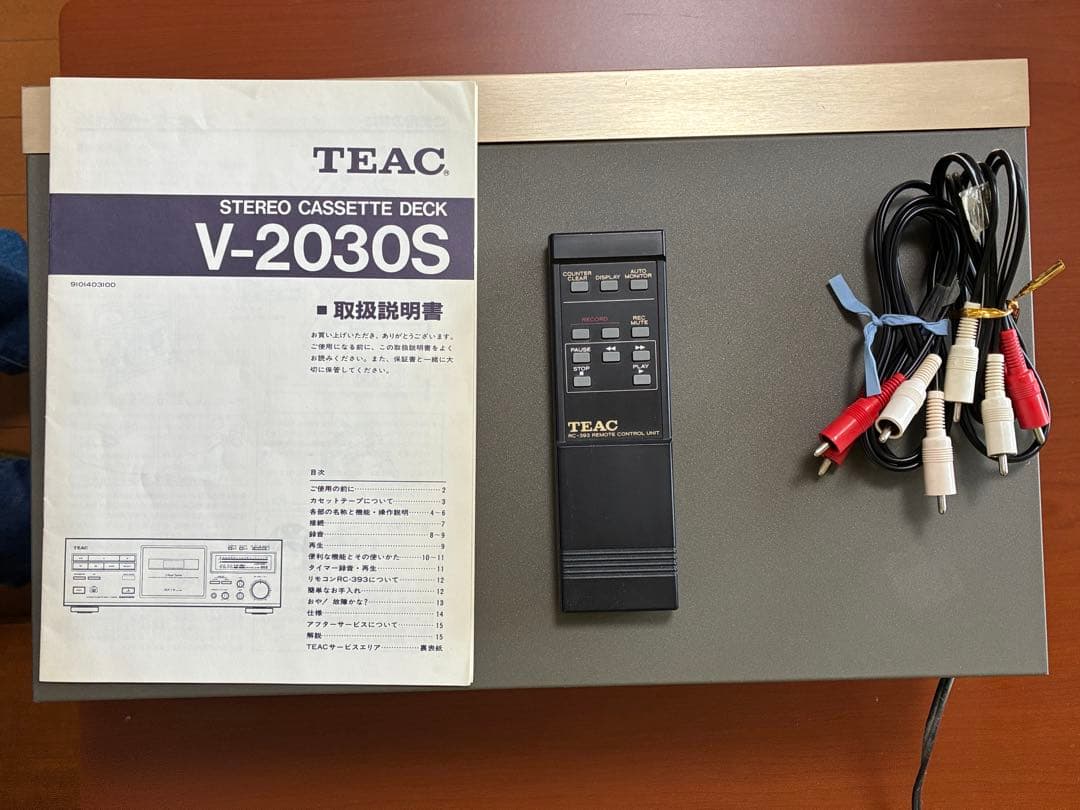 TEAC®
STEREO CASSETTE DECK
V-2030S
9101403100
■取扱説明書
お買い上げいただき、ありがとうございます。
ご使用になる前に、この取扱説明書をよく
お読みください。また、保証書と一緒に大
切に保管してください。
目次
ご使用の前に……2
カセットテープについて……3
各部の名称と機能・操作説明……4〜6
接続……7
録音……8〜9
再生……9
便利な機能とその使いかた……10〜11
タイマー録音・再生……11
リモコンRC-393について……12
簡単なお手入れ……12
おや/故障かな?……13
仕様……14
アフターサービスについて……15
解説……15
TEACサービスエリア……裏表紙
TEAC
COUNTER CLEAR DISPLAY AUTO MONITOR
RECORD REC MUTE
PAUSE ◀◀ ▶▶
STOP ■ PLAY ▶
TEAC
RC-393 REMOTE CONTROL UNIT